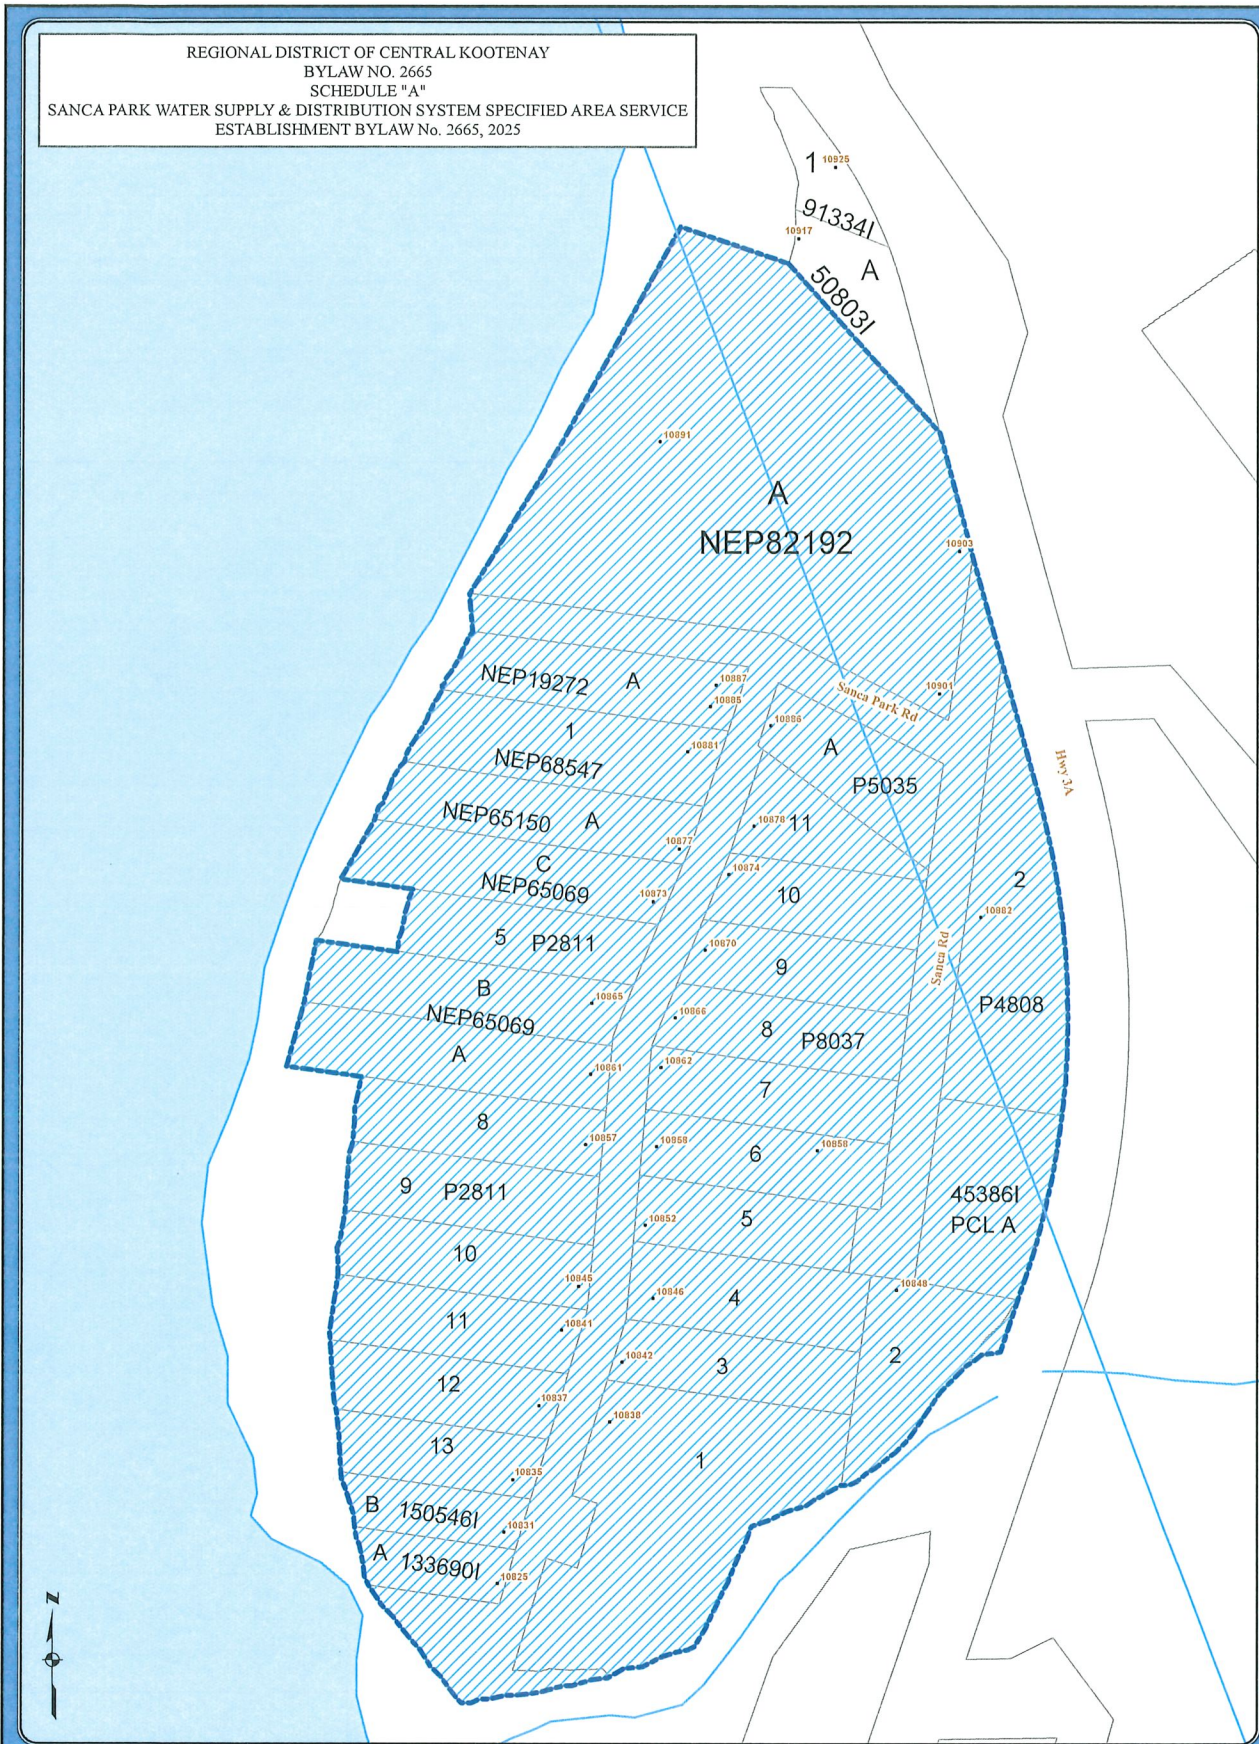 REGIONAL DISTRICT OF CENTRAL KOOTENAY
BYLAW NO. 2665
SCHEDULE "A"
SANCA PARK WATER SUPPLY & DISTRIBUTION SYSTEM SPECIFIED AREA SERVICE
ESTABLISHMENT BYLAW No. 2665, 2025
1
10925
91334I
10917
A
50803I
10891
A
NEP82192
10903
NEP19272
A
10887
10885
Sanca Park Rd
10901
1
NEP68547
10881
10886
A
P5035
Hwy 3A
NEP65150
A
10877
10878
11
C
NEP65069
10873
10874
10
2
10882
5
P2811
10870
9
Sanca Rd
B
NEP65069
10865
10866
8
P8037
P4808
A
10861
10862
7
8
10857
10858
6
10858
9
P2811
10852
5
45386I
PCL A
10
10845
10846
4
10848
11
10841
10842
3
2
12
10837
10838
1
13
10835
B
150546I
10831
A
133690I
10825
N